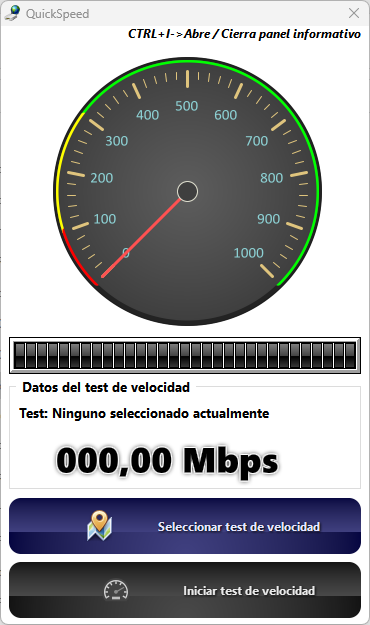 QuickSpeed
CTRL+I->Abre / Cierra panel informativo
0
100
200
300
400
500
600
700
800
900
1000
Datos del test de velocidad
Test: Ninguno seleccionado actualmente
000,00 Mbps
Seleccionar test de velocidad
Iniciar test de velocidad